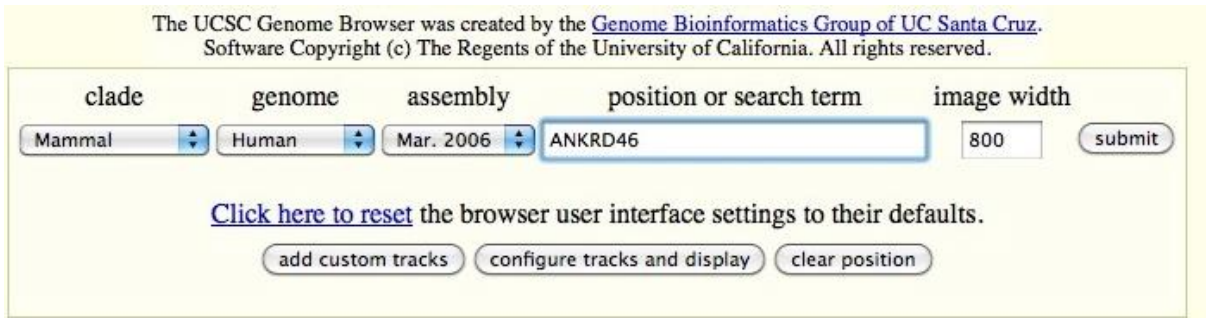 The UCSC Genome Browser was created by the Genome Bioinformatics Group of UC Santa Cruz.
Software Copyright (c) The Regents of the University of California. All rights reserved.
clade genome assembly position or search term image width
Mammal Human Mar. 2006 ANKRD46 800 submit
Click here to reset the browser user interface settings to their defaults.
add custom tracks configure tracks and display clear position